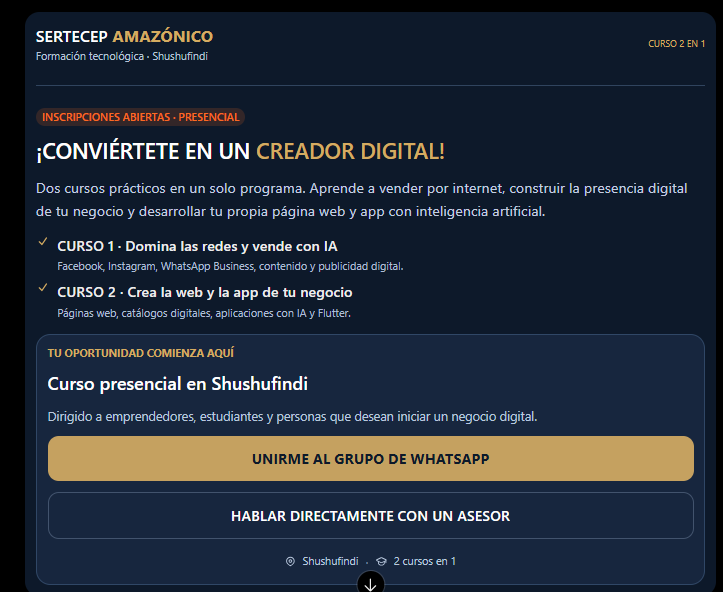 SERTECEP AMAZÓNICO
Formación tecnológica · Shushufindi
CURSO 2 EN 1
INSCRIPCIONES ABIERTAS · PRESENCIAL
¡CONVIÉRTETE EN UN CREADOR DIGITAL!
Dos cursos prácticos en un solo programa. Aprende a vender por internet, construir la presencia digital
de tu negocio y desarrollar tu propia página web y app con inteligencia artificial.
CURSO 1 · Domina las redes y vende con IA
Facebook, Instagram, WhatsApp Business, contenido y publicidad digital.
CURSO 2 · Crea la web y la app de tu negocio
Páginas web, catálogos digitales, aplicaciones con IA y Flutter.
TU OPORTUNIDAD COMIENZA AQUÍ
Curso presencial en Shushufindi
Dirigido a emprendedores, estudiantes y personas que desean iniciar un negocio digital.
UNIRME AL GRUPO DE WHATSAPP
HABLAR DIRECTAMENTE CON UN ASESOR
Shushufindi · 2 cursos en 1